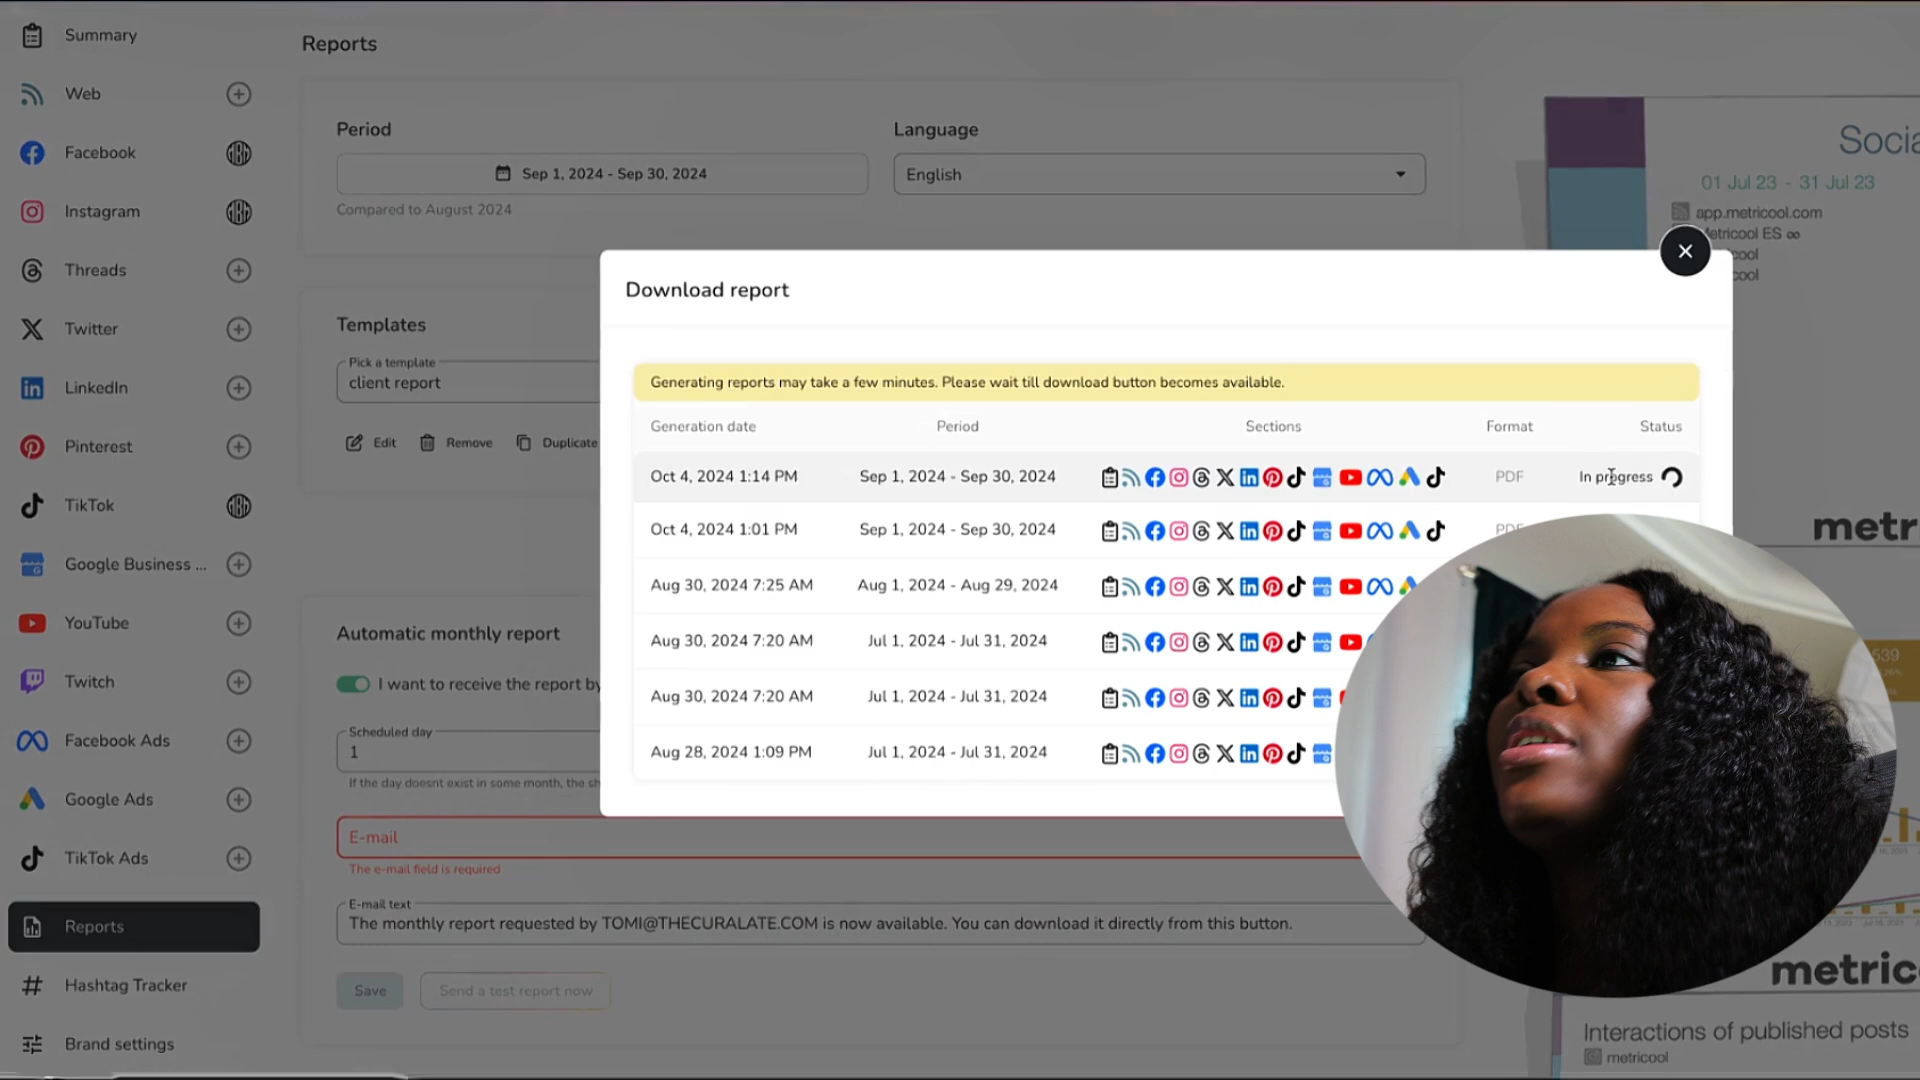 Summary
Web
Facebook
Instagram
Threads
Twitter
LinkedIn
Pinterest
TikTok
Google Business ...
YouTube
Twitch
Facebook Ads
Google Ads
TikTok Ads
Reports
Hashtag Tracker
Brand settings
Reports
Period
Sep 1, 2024 - Sep 30, 2024
Compared to August 2024
Language
English
Templates
Pick a template
client report
Edit
Remove
Duplicate
Automatic monthly report
I want to receive the report by
Scheduled day
1
If the day doesnt exist in some month, the sh
E-mail
The e-mail field is required
E-mail text
The monthly report requested by TOMI@THECURALATE.COM is now available. You can download it directly from this button.
Save
Send a test report now
Download report
Generating reports may take a few minutes. Please wait till download button becomes available.
Generation date Period Sections Format Status
Oct 4, 2024 1:14 PM Sep 1, 2024 - Sep 30, 2024 PDF In progress
Oct 4, 2024 1:01 PM Sep 1, 2024 - Sep 30, 2024 PDF
Aug 30, 2024 7:25 AM Aug 1, 2024 - Aug 29, 2024
Aug 30, 2024 7:20 AM Jul 1, 2024 - Jul 31, 2024
Aug 30, 2024 7:20 AM Jul 1, 2024 - Jul 31, 2024
Aug 28, 2024 1:09 PM Jul 1, 2024 - Jul 31, 2024
Socia
01 Jul 23 - 31 Jul 23
app.metricool.com
Metricool ES
cool
cool
metr
539
metric
Interactions of published posts
metricool